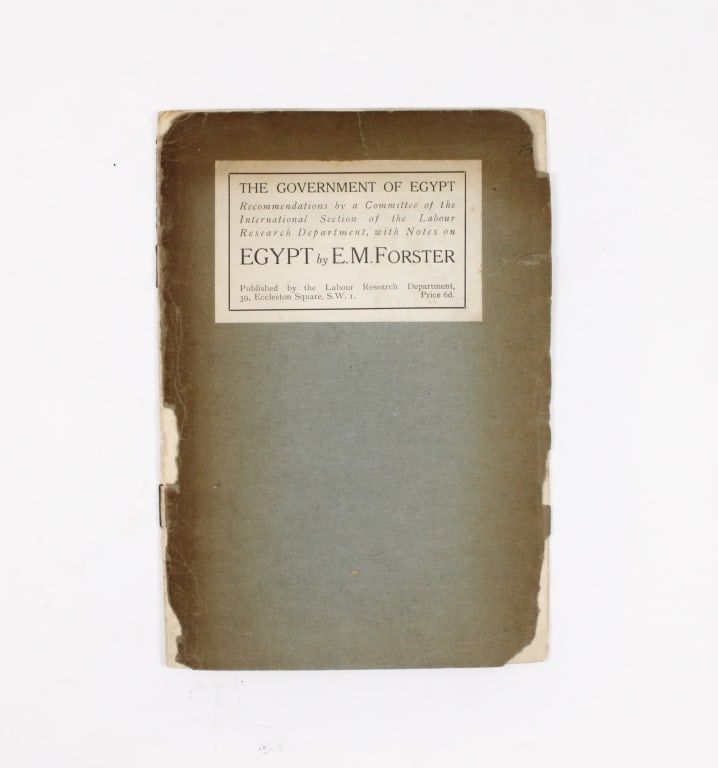 THE GOVERNMENT OF EGYPT
Recommendations by a Committee of the
International Section of the Labour
Research Department, with Notes on
EGYPT by E.M.FORSTER
Published by the Labour Research Department,
39, Eccleston Square, S.W. 1. Price 6d.